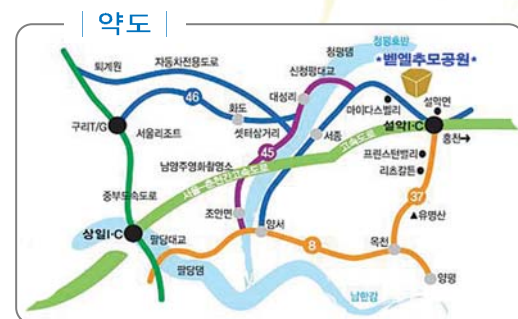 약도
청평댐
청평호반
퇴계원
자동차전용도로
신청평대교
*벧엘추모공원*
46
대성리
화도
마이다스벨리
설악면
구리T/G
서울리조트
셋터삼거리
서종
설악I·C
홍천→
45
남양주영화촬영소
고속도로
프린스턴밸리
리츠칼튼
서울-춘천간고속도로
중부고속도로
37
조안면
▲유명산
상일I·C
팔당대교
양서
8
옥천
팔당댐
양평
남한강